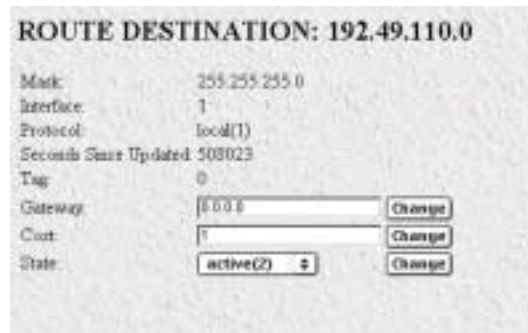 ROUTE DESTINATION: 192.49.110.0
Mask: 255.255.255.0
Interface: 1
Protocol: local(1)
Seconds Since Updated: 508023
Tag: 0
Gateway: 0.0.0.0 Change
Cost: 1 Change
State: active(2) Change